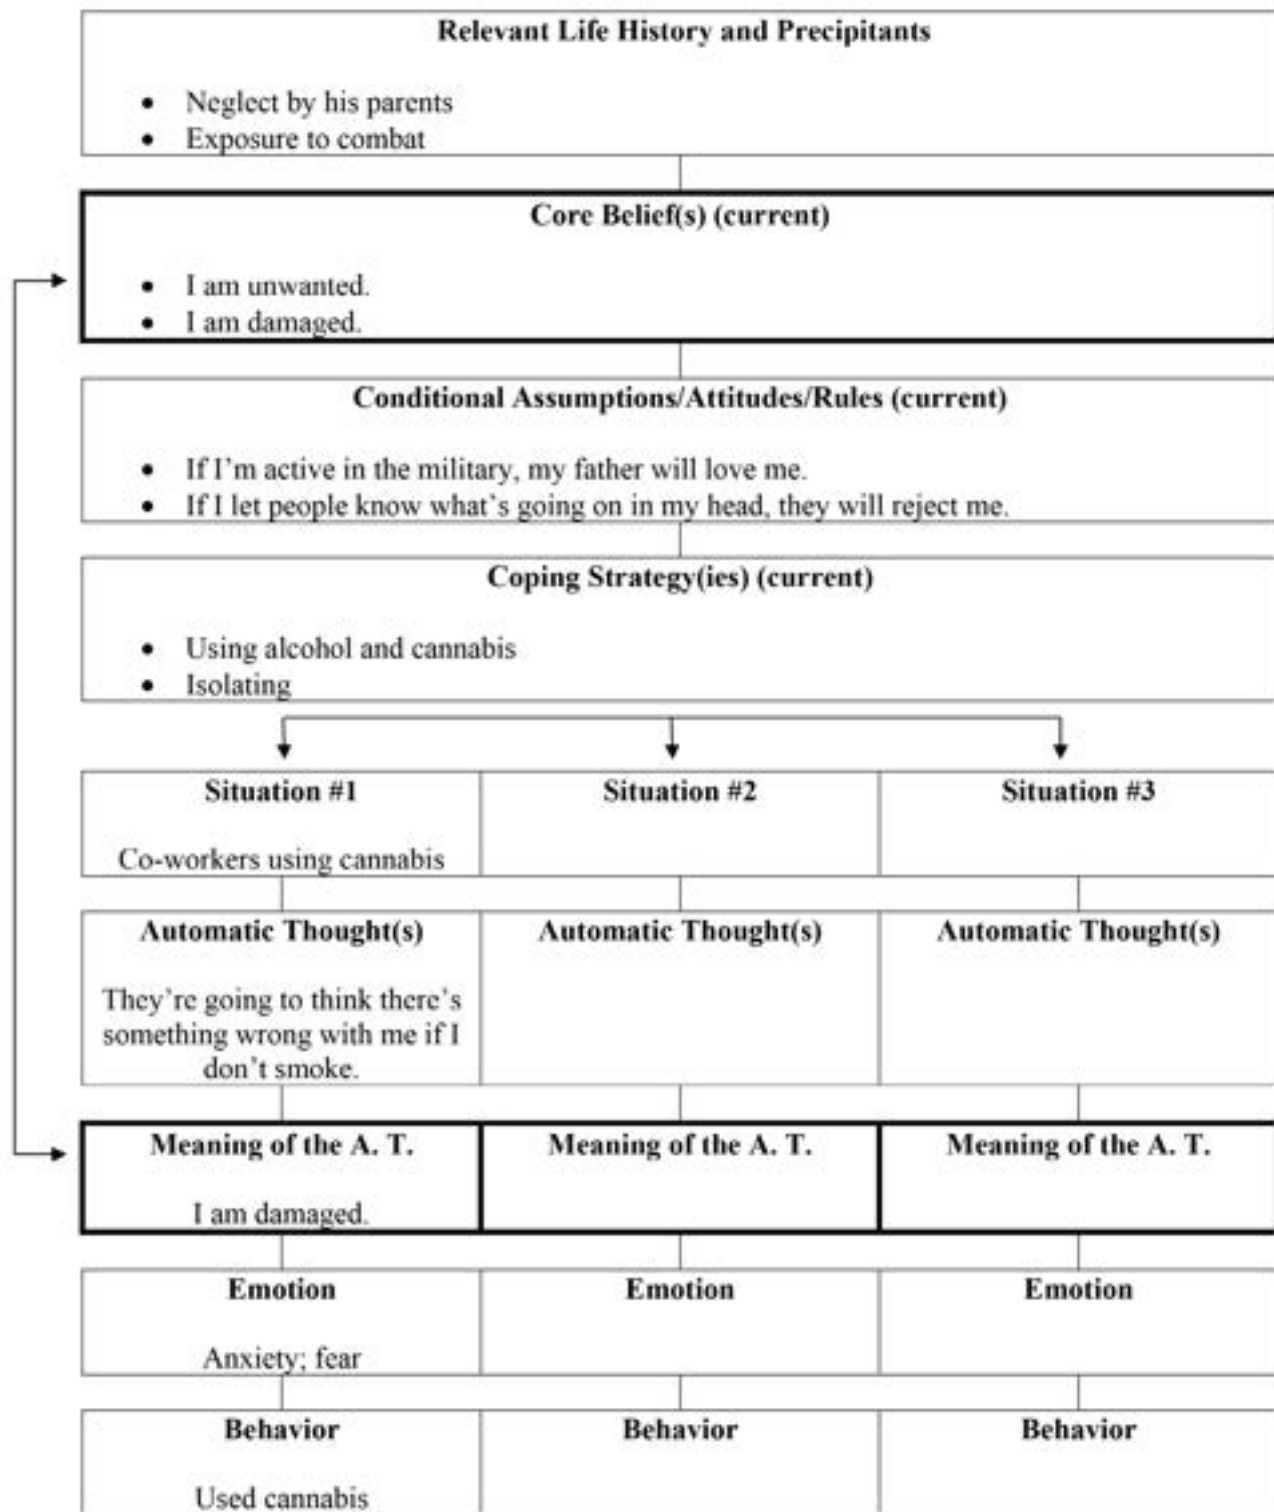 Relevant Life History and Precipitants
• Neglect by his parents
• Exposure to combat
Core Belief(s) (current)
• I am unwanted.
• I am damaged.
Conditional Assumptions/Attitudes/Rules (current)
• If I'm active in the military, my father will love me.
• If I let people know what's going on in my head, they will reject me.
Coping Strategy(ies) (current)
• Using alcohol and cannabis
• Isolating
Situation #1 Situation #2 Situation #3
Co-workers using cannabis
Automatic Thought(s) Automatic Thought(s) Automatic Thought(s)
They're going to think there's
something wrong with me if I
don't smoke.
Meaning of the A. T. Meaning of the A. T. Meaning of the A. T.
I am damaged.
Emotion Emotion Emotion
Anxiety; fear
Behavior Behavior Behavior
Used cannabis